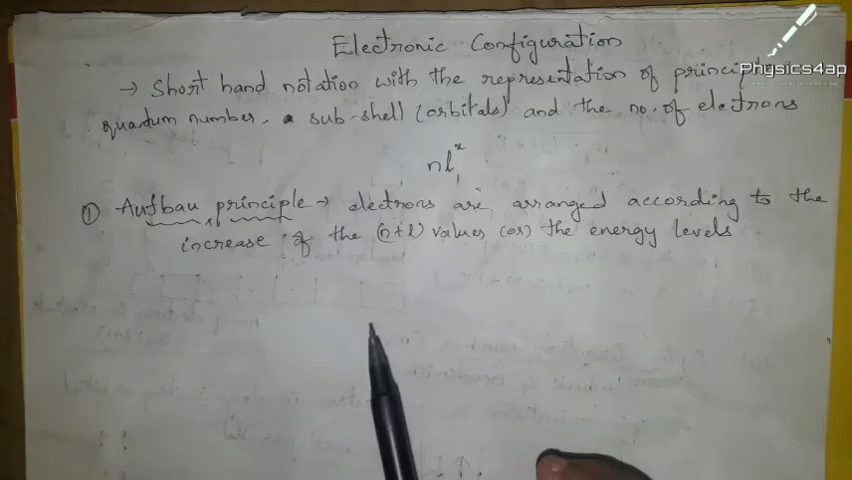 Electronic Configuration
Physics4ap
→ Short hand notation with the representation of principle
quantum number, sub-shell (orbitals) and the no. of electrons
nlˣ
① Aufbau principle → electrons are arranged according to the
increase of the (n+l) values (or) the energy levels